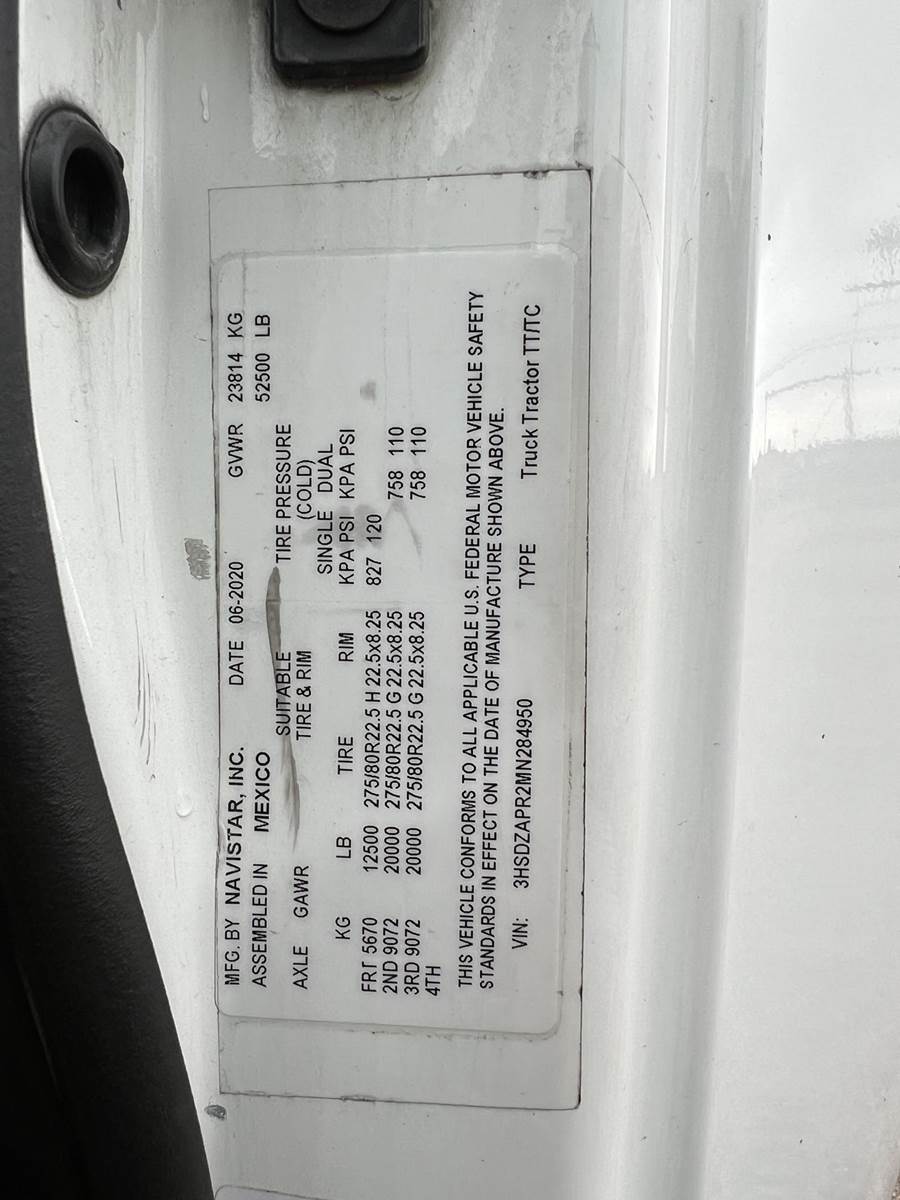 MFG. BY NAVISTAR, INC. DATE 06-2020 GVWR 23814 KG
ASSEMBLED IN MEXICO 52500 LB
SUITABLE TIRE PRESSURE
AXLE GAWR TIRE & RIM (COLD)
SINGLE DUAL
KG LB TIRE RIM KPA PSI KPA PSI
FRT 5670 12500 275/80R22.5 H 22.5x8.25 827 120
2ND 9072 20000 275/80R22.5 G 22.5x8.25 758 110
3RD 9072 20000 275/80R22.5 G 22.5x8.25 758 110
4TH
THIS VEHICLE CONFORMS TO ALL APPLICABLE U.S. FEDERAL MOTOR VEHICLE SAFETY
STANDARDS IN EFFECT ON THE DATE OF MANUFACTURE SHOWN ABOVE.
VIN: 3HSDZAPR2MN284950 TYPE Truck Tractor TT/TC